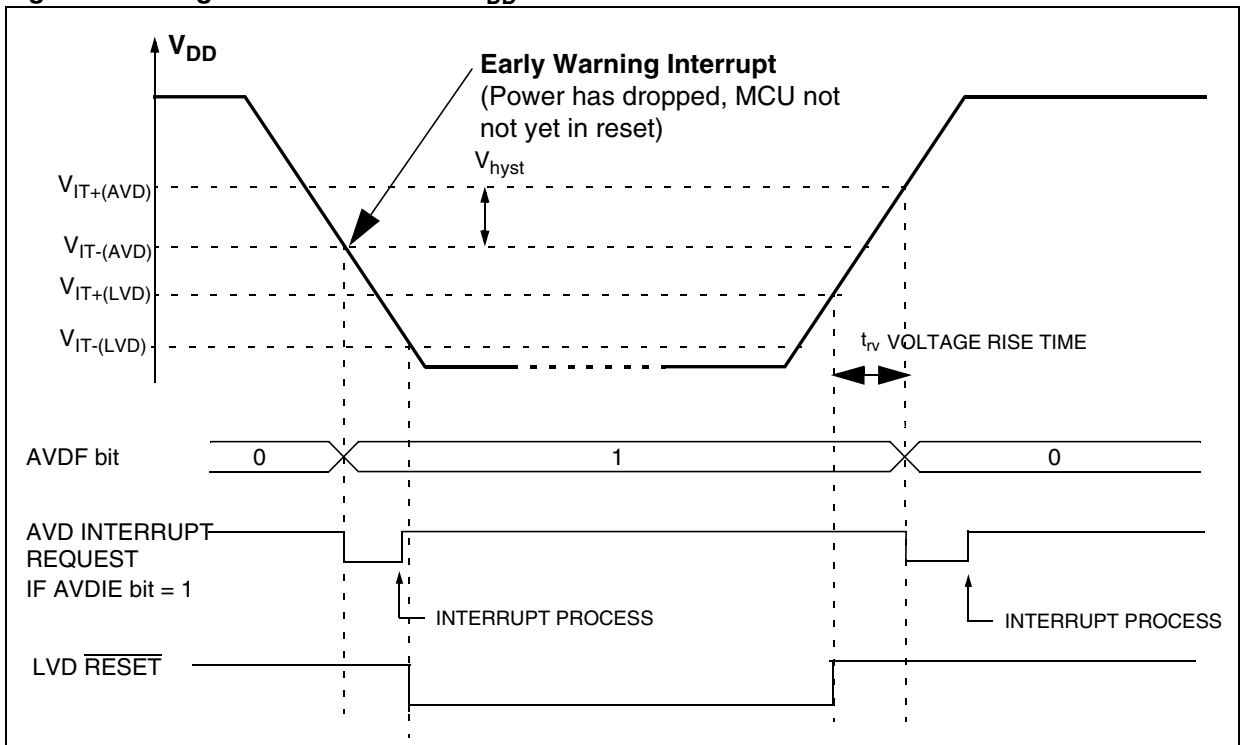 VDD
Early Warning Interrupt
(Power has dropped, MCU not
not yet in reset)
Vhyst
VIT+(AVD)
VIT-(AVD)
VIT+(LVD)
VIT-(LVD)
trv VOLTAGE RISE TIME
AVDF bit
0
1
0
AVD INTERRUPT
REQUEST
IF AVDIE bit = 1
INTERRUPT PROCESS
INTERRUPT PROCESS
LVD RESET